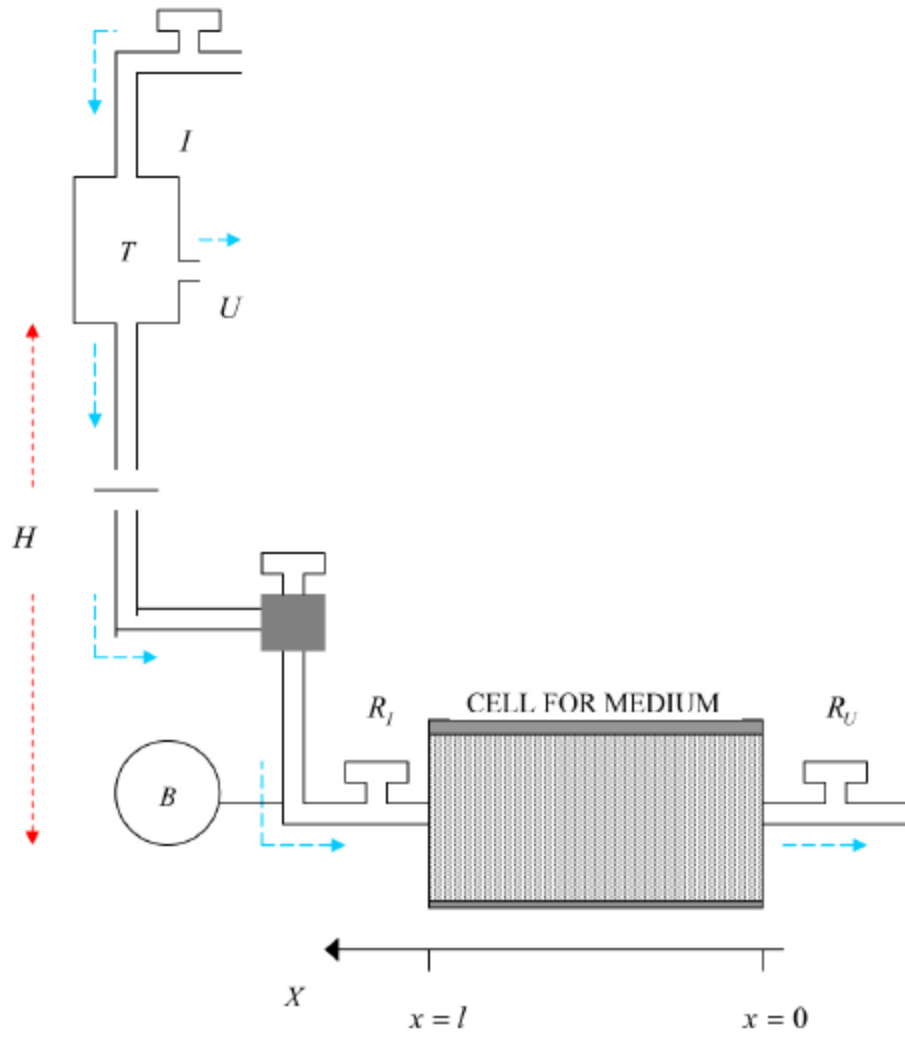 I
T
U
H
CELL FOR MEDIUM
R_I
R_U
B
X
x = l
x = 0